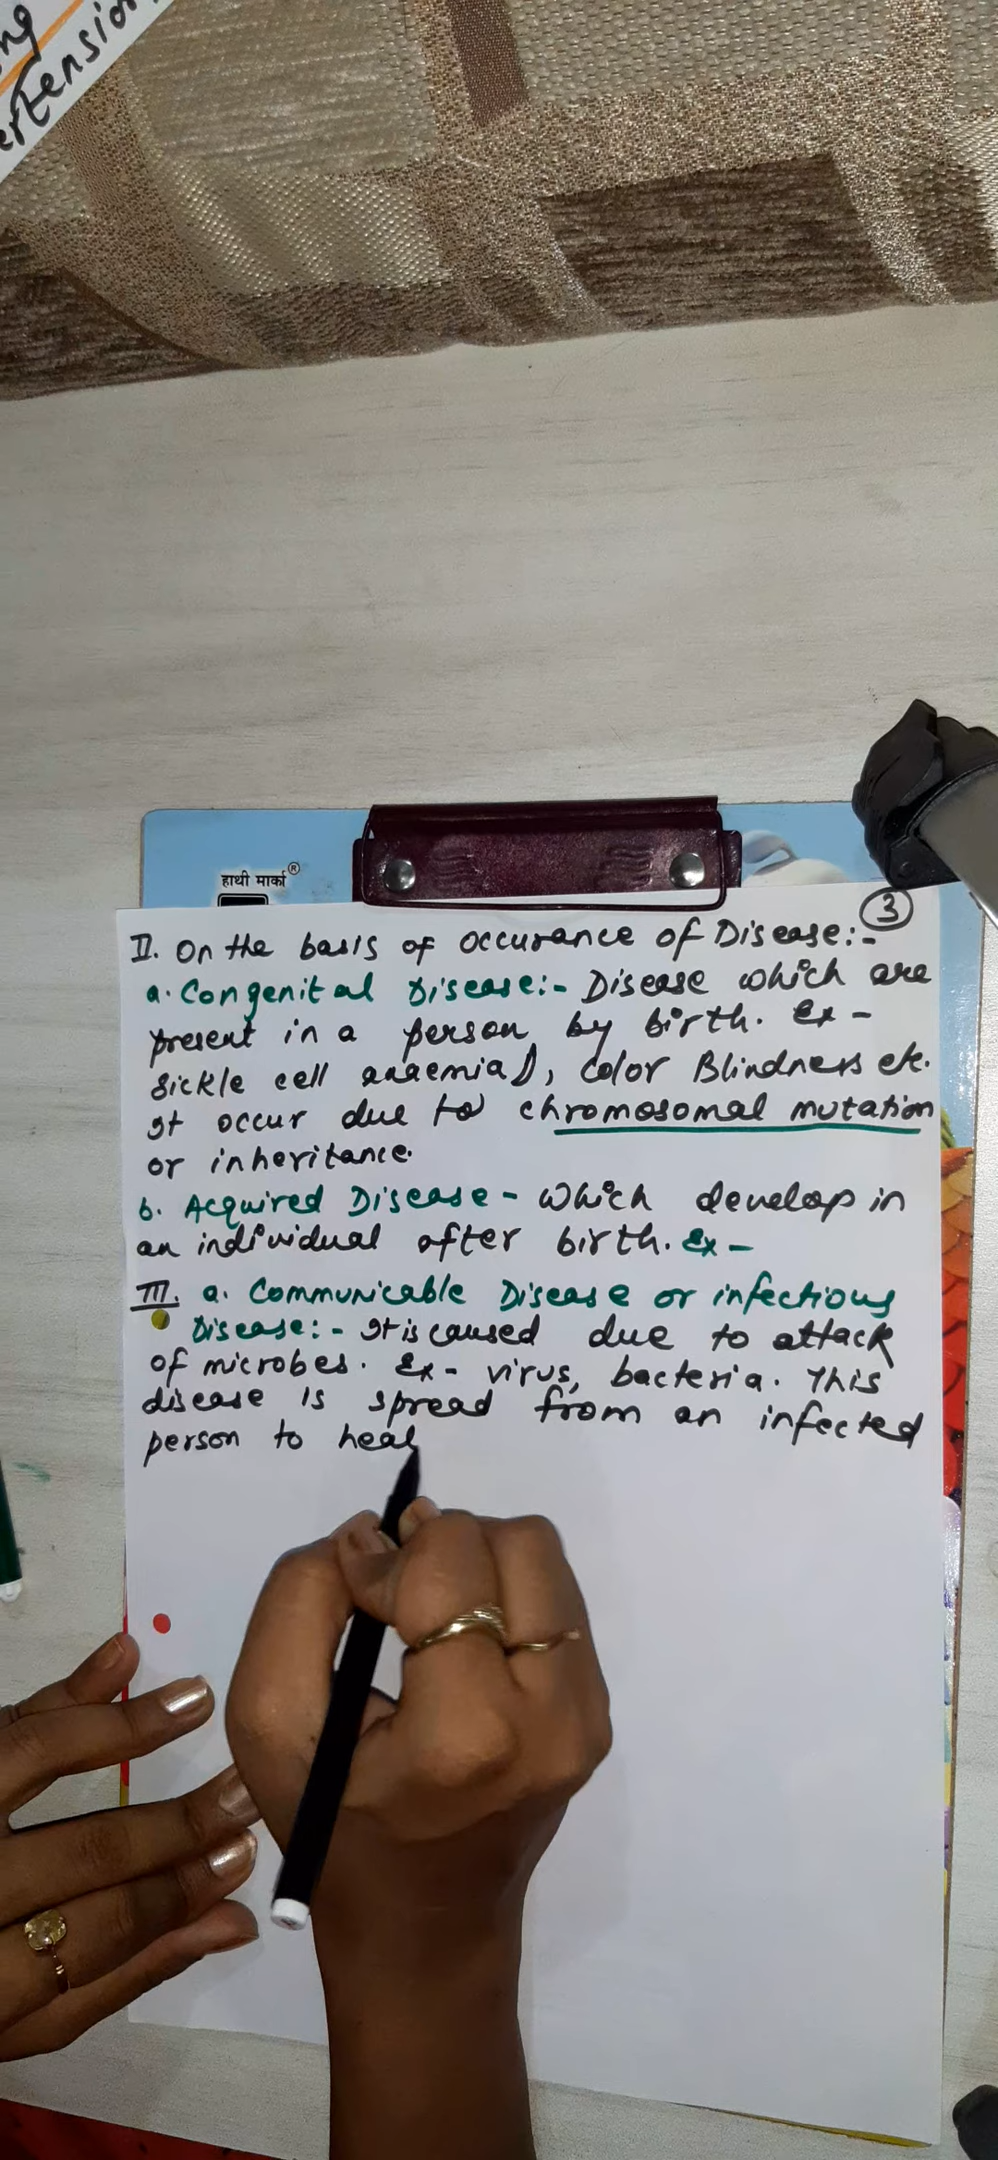 ng
ertension
हाथी मार्का®
3
II. On the basis of occurance of Disease:-
a. Congenital Disease:- Disease which are
present in a person by birth. Ex -
sickle cell anaemia), color Blindness etc.
It occur due to chromosomal mutation
or inheritance.
b. Acquired Disease - which develop in
an individual after birth. Ex -
III. a. Communicable Disease or infectious
Disease:- It is caused due to attack
of microbes. Ex- virus, bacteria. This
disease is spread from an infected
person to heal